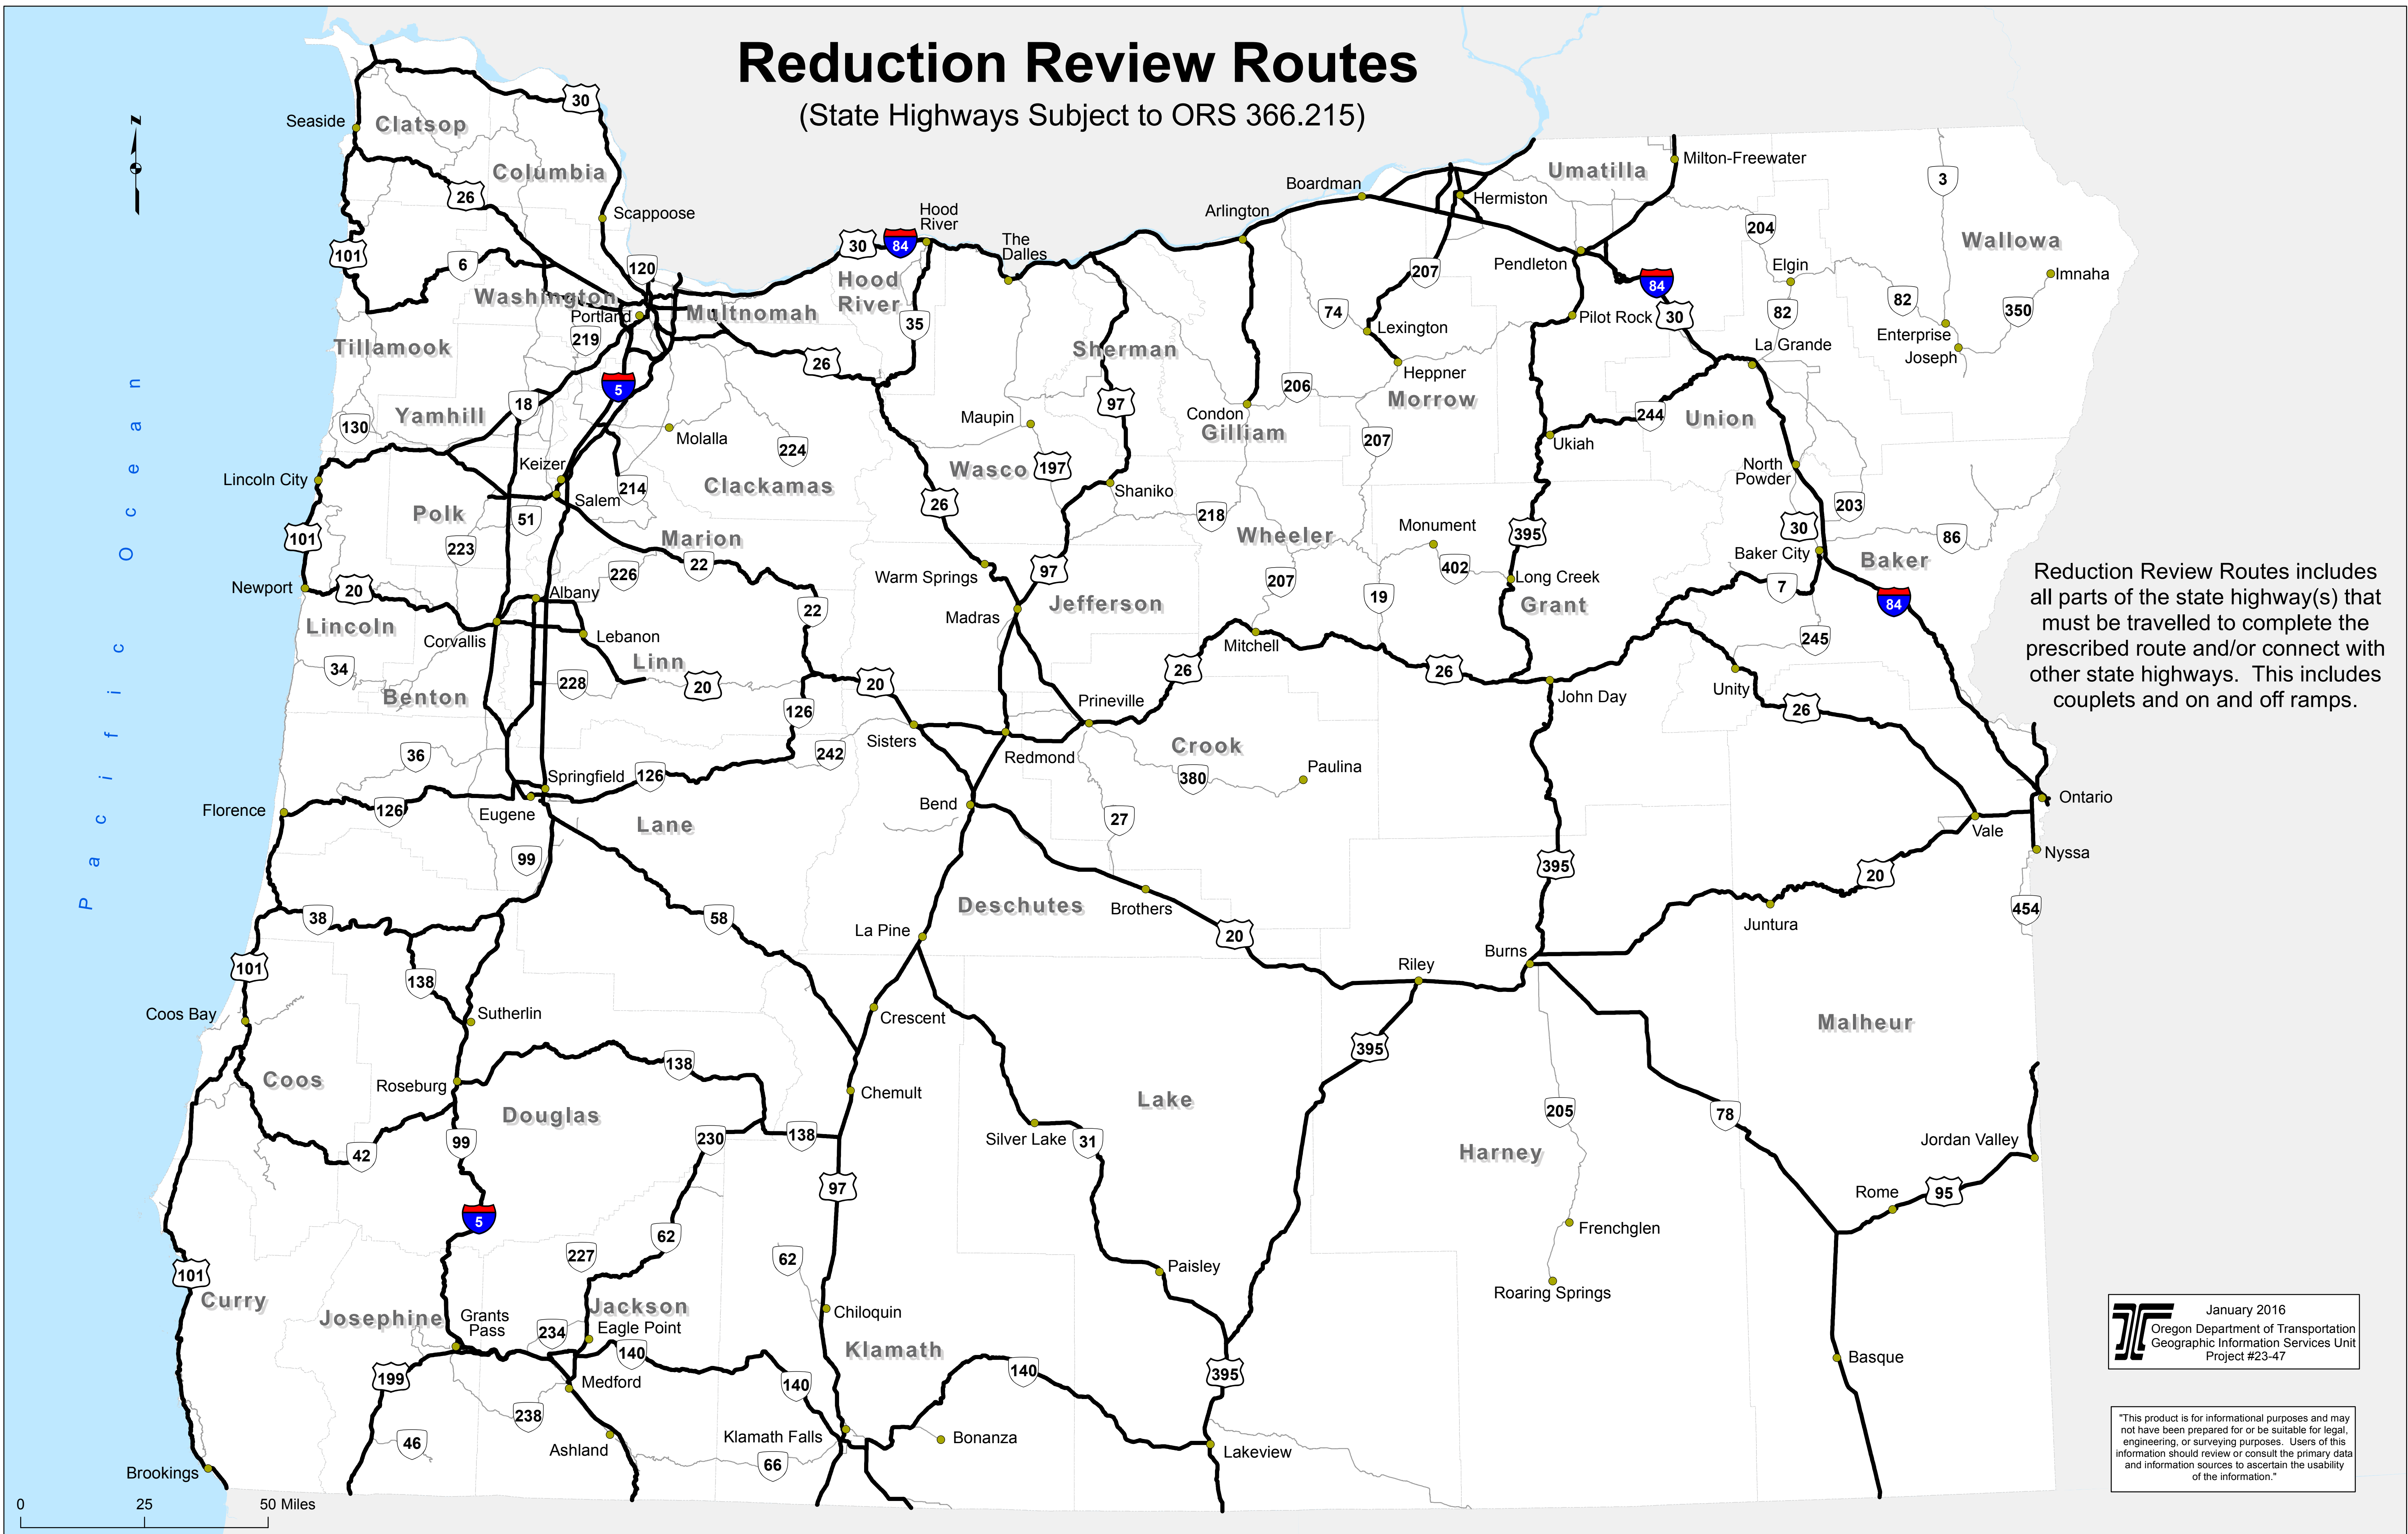 Reduction Review Routes
(State Highways Subject to ORS 366.215)
N
Pacific Ocean
30
Seaside
Clatsop
Columbia
26
Scappoose
101
6
120
Washington
Portland
Multnomah
219
Tillamook
5
30
84
Hood
River
Hood
River
35
The
Dalles
26
Arlington
Boardman
Hermiston
Umatilla
Milton-Freewater
204
3
Wallowa
Pendleton
84
Elgin
Imnaha
207
74
Lexington
Pilot Rock
30
82
82
350
Enterprise
Joseph
La Grande
Sherman
97
Heppner
206
Morrow
Condon
Gilliam
244
Union
Ukiah
18
Yamhill
130
Molalla
224
Maupin
Wasco
197
207
Keizer
Lincoln City
Salem
214
Clackamas
Shaniko
North
Powder
Polk
51
26
218
203
101
223
Marion
22
Wheeler
Monument
395
30
86
Baker City
Baker
226
Warm Springs
97
402
Long Creek
Newport
20
Albany
22
Jefferson
207
19
Grant
7
84
Lincoln
Corvallis
Lebanon
Madras
Mitchell
245
34
Linn
228
20
20
26
26
John Day
Unity
26
Benton
126
Prineville
Sisters
Redmond
Crook
36
242
380
Paulina
Springfield
126
Reduction Review Routes includes
all parts of the state highway(s) that
must be travelled to complete the
prescribed route and/or connect with
other state highways.  This includes
couplets and on and off ramps.
Florence
126
Eugene
Lane
Bend
27
Ontario
Vale
Nyssa
99
395
20
Deschutes
Brothers
454
38
58
La Pine
20
Juntura
101
Riley
Burns
138
Coos Bay
Sutherlin
Crescent
Malheur
395
Coos
Roseburg
138
Chemult
Lake
Douglas
205
78
99
230
138
Silver Lake
31
Jordan Valley
42
Harney
97
Rome
95
5
62
Frenchglen
227
62
101
Paisley
Roaring Springs
Curry
Josephine
Grants
Pass
Jackson
Chiloquin
234
Eagle Point
Klamath
140
Basque
199
140
140
395
Medford
238
46
Ashland
Klamath Falls
Bonanza
66
Lakeview
Brookings
0 25 50 Miles
January 2016
Oregon Department of Transportation
Geographic Information Services Unit
Project #23-47
"This product is for informational purposes and may
not have been prepared for or be suitable for legal,
engineering, or surveying purposes.  Users of this
information should review or consult the primary data
and information sources to ascertain the usability
of the information."